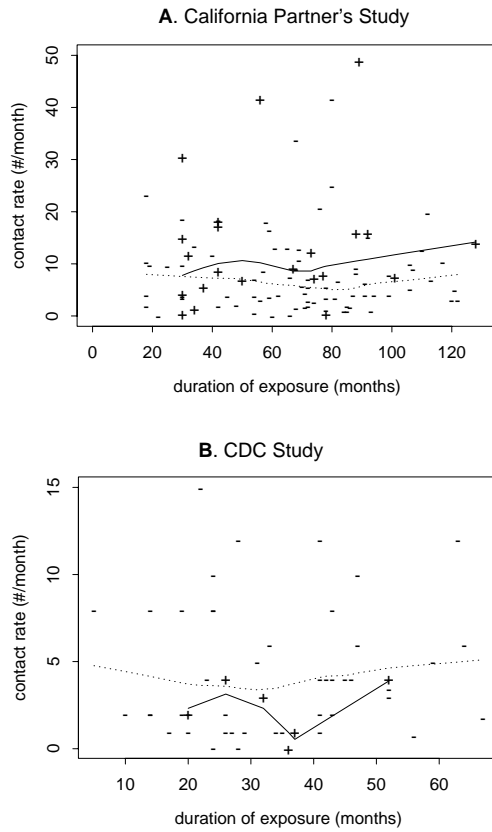 A. California Partner's Study
50
40
30
20
10
0
contact rate (#/month)
0 20 40 60 80 100 120
duration of exposure (months)
B. CDC Study
15
10
5
0
contact rate (#/month)
10 20 30 40 50 60
duration of exposure (months)